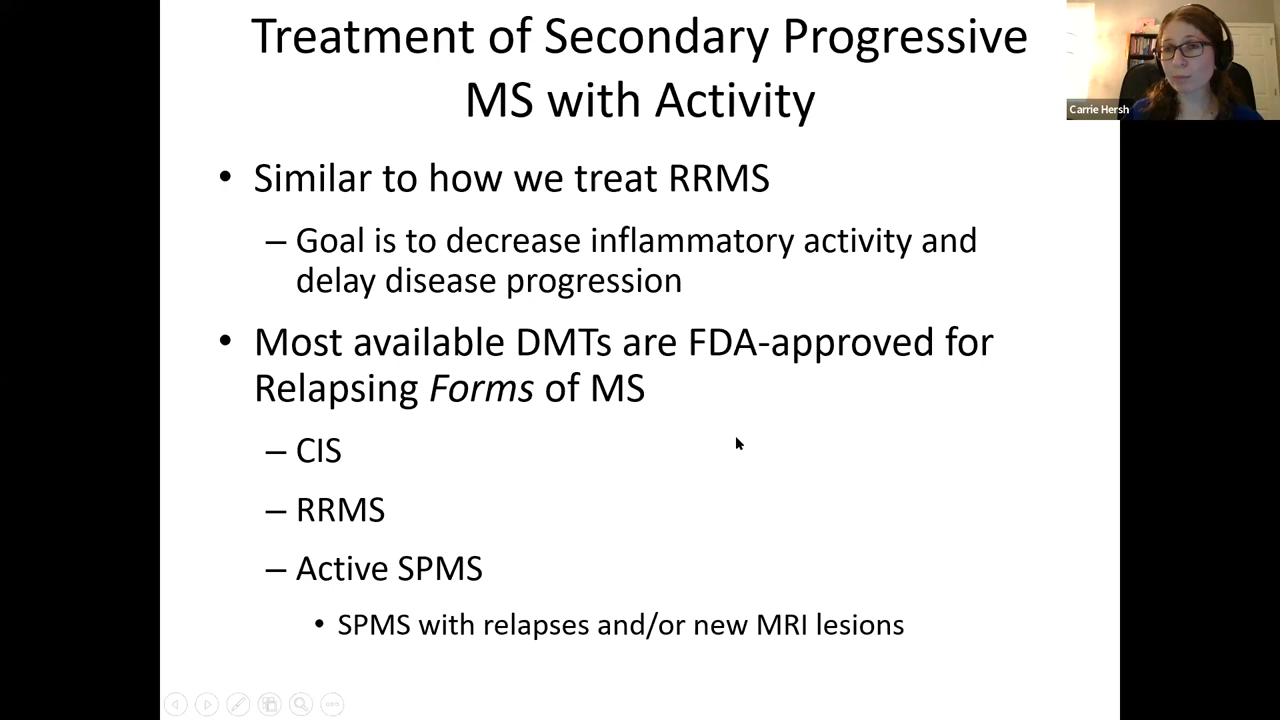 Treatment of Secondary Progressive
MS with Activity
Carrie Hersh
• Similar to how we treat RRMS
– Goal is to decrease inflammatory activity and
delay disease progression
• Most available DMTs are FDA-approved for
Relapsing Forms of MS
– CIS
– RRMS
– Active SPMS
• SPMS with relapses and/or new MRI lesions